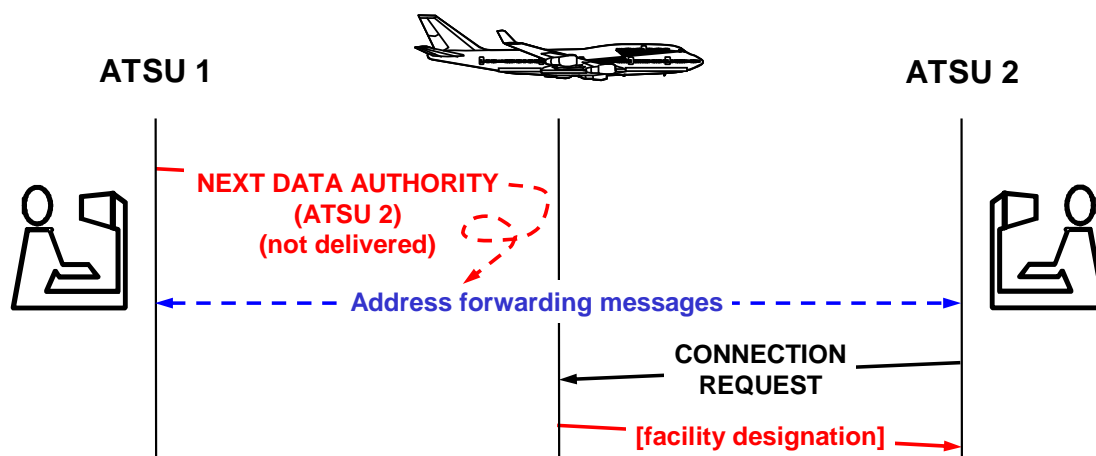 ATSU 1
ATSU 2
NEXT DATA AUTHORITY
(ATSU 2)
(not delivered)
Address forwarding messages
CONNECTION
REQUEST
[facility designation]